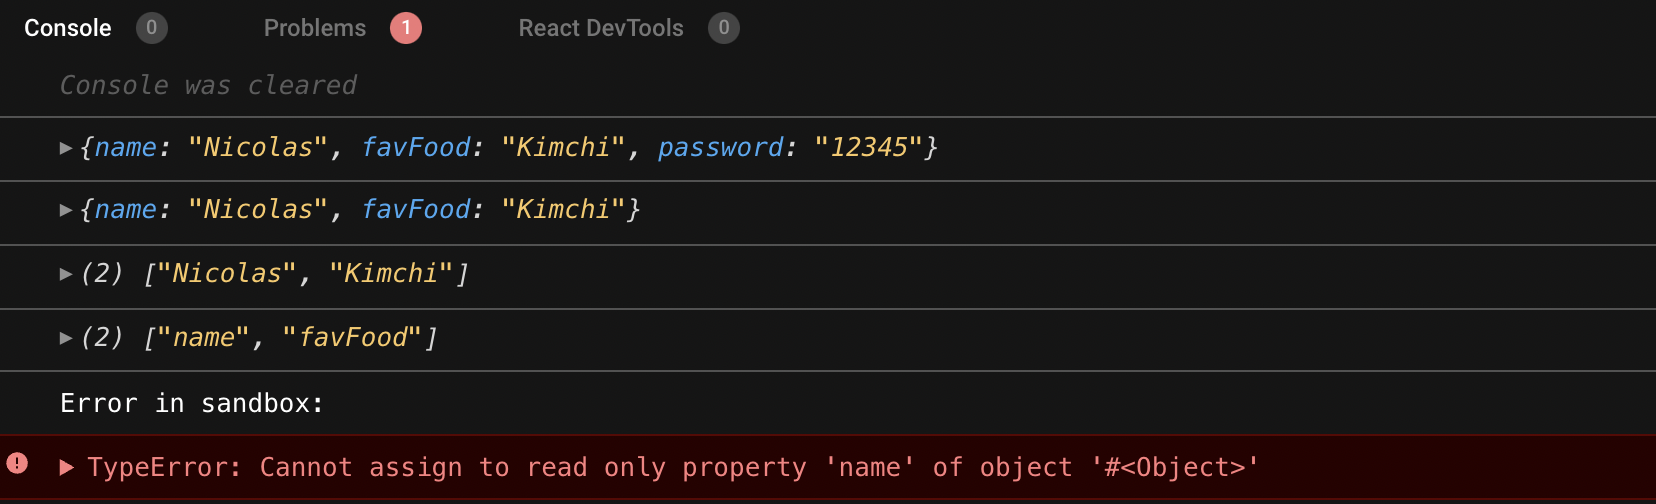 Console 0 Problems 1 React DevTools 0
Console was cleared
▶{name: "Nicolas", favFood: "Kimchi", password: "12345"}
▶{name: "Nicolas", favFood: "Kimchi"}
▶(2) ["Nicolas", "Kimchi"]
▶(2) ["name", "favFood"]
Error in sandbox:
▶ TypeError: Cannot assign to read only property 'name' of object '#<Object>'